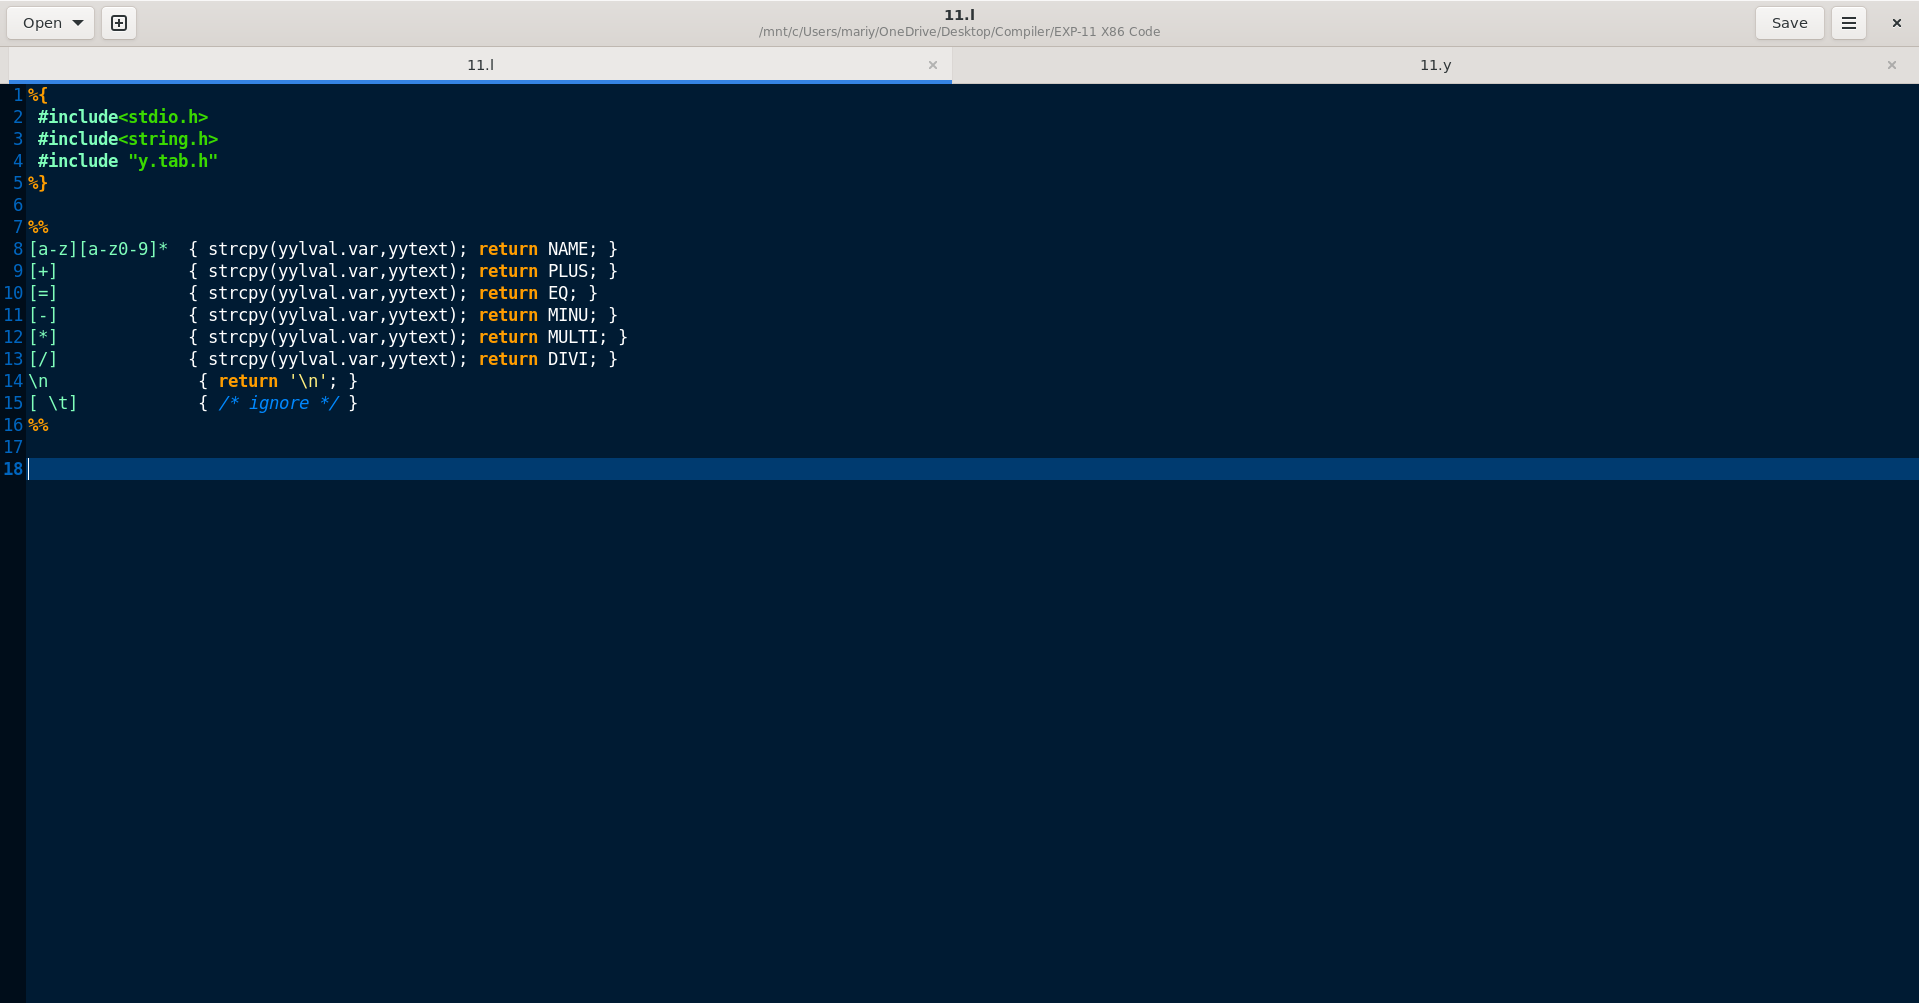 Open
11.l
/mnt/c/Users/mariy/OneDrive/Desktop/Compiler/EXP-11 X86 Code
Save
11.l
11.y
1 %{
2  #include<stdio.h>
3  #include<string.h>
4  #include "y.tab.h"
5 %}
6
7 %%
8 [a-z][a-z0-9]*  { strcpy(yylval.var,yytext); return NAME; }
9 [+]             { strcpy(yylval.var,yytext); return PLUS; }
10 [=]             { strcpy(yylval.var,yytext); return EQ; }
11 [-]             { strcpy(yylval.var,yytext); return MINU; }
12 [*]             { strcpy(yylval.var,yytext); return MULTI; }
13 [/]             { strcpy(yylval.var,yytext); return DIVI; }
14 \n               { return '\n'; }
15 [ \t]            { /* ignore */ }
16 %%
17
18